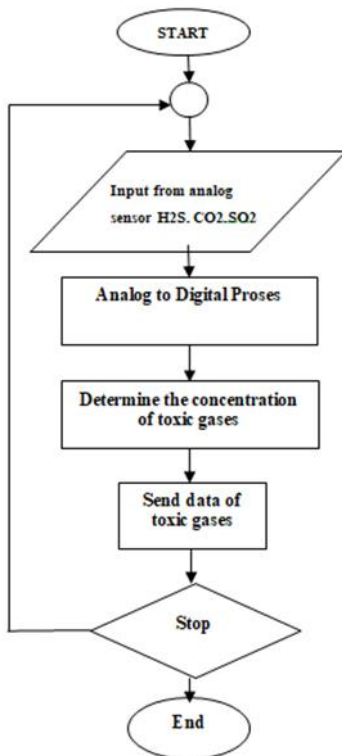 START
Input from analog
sensor H2S. CO2.SO2
Analog to Digital Proses
Determine the concentration
of toxic gases
Send data of
toxic gases
Stop
End